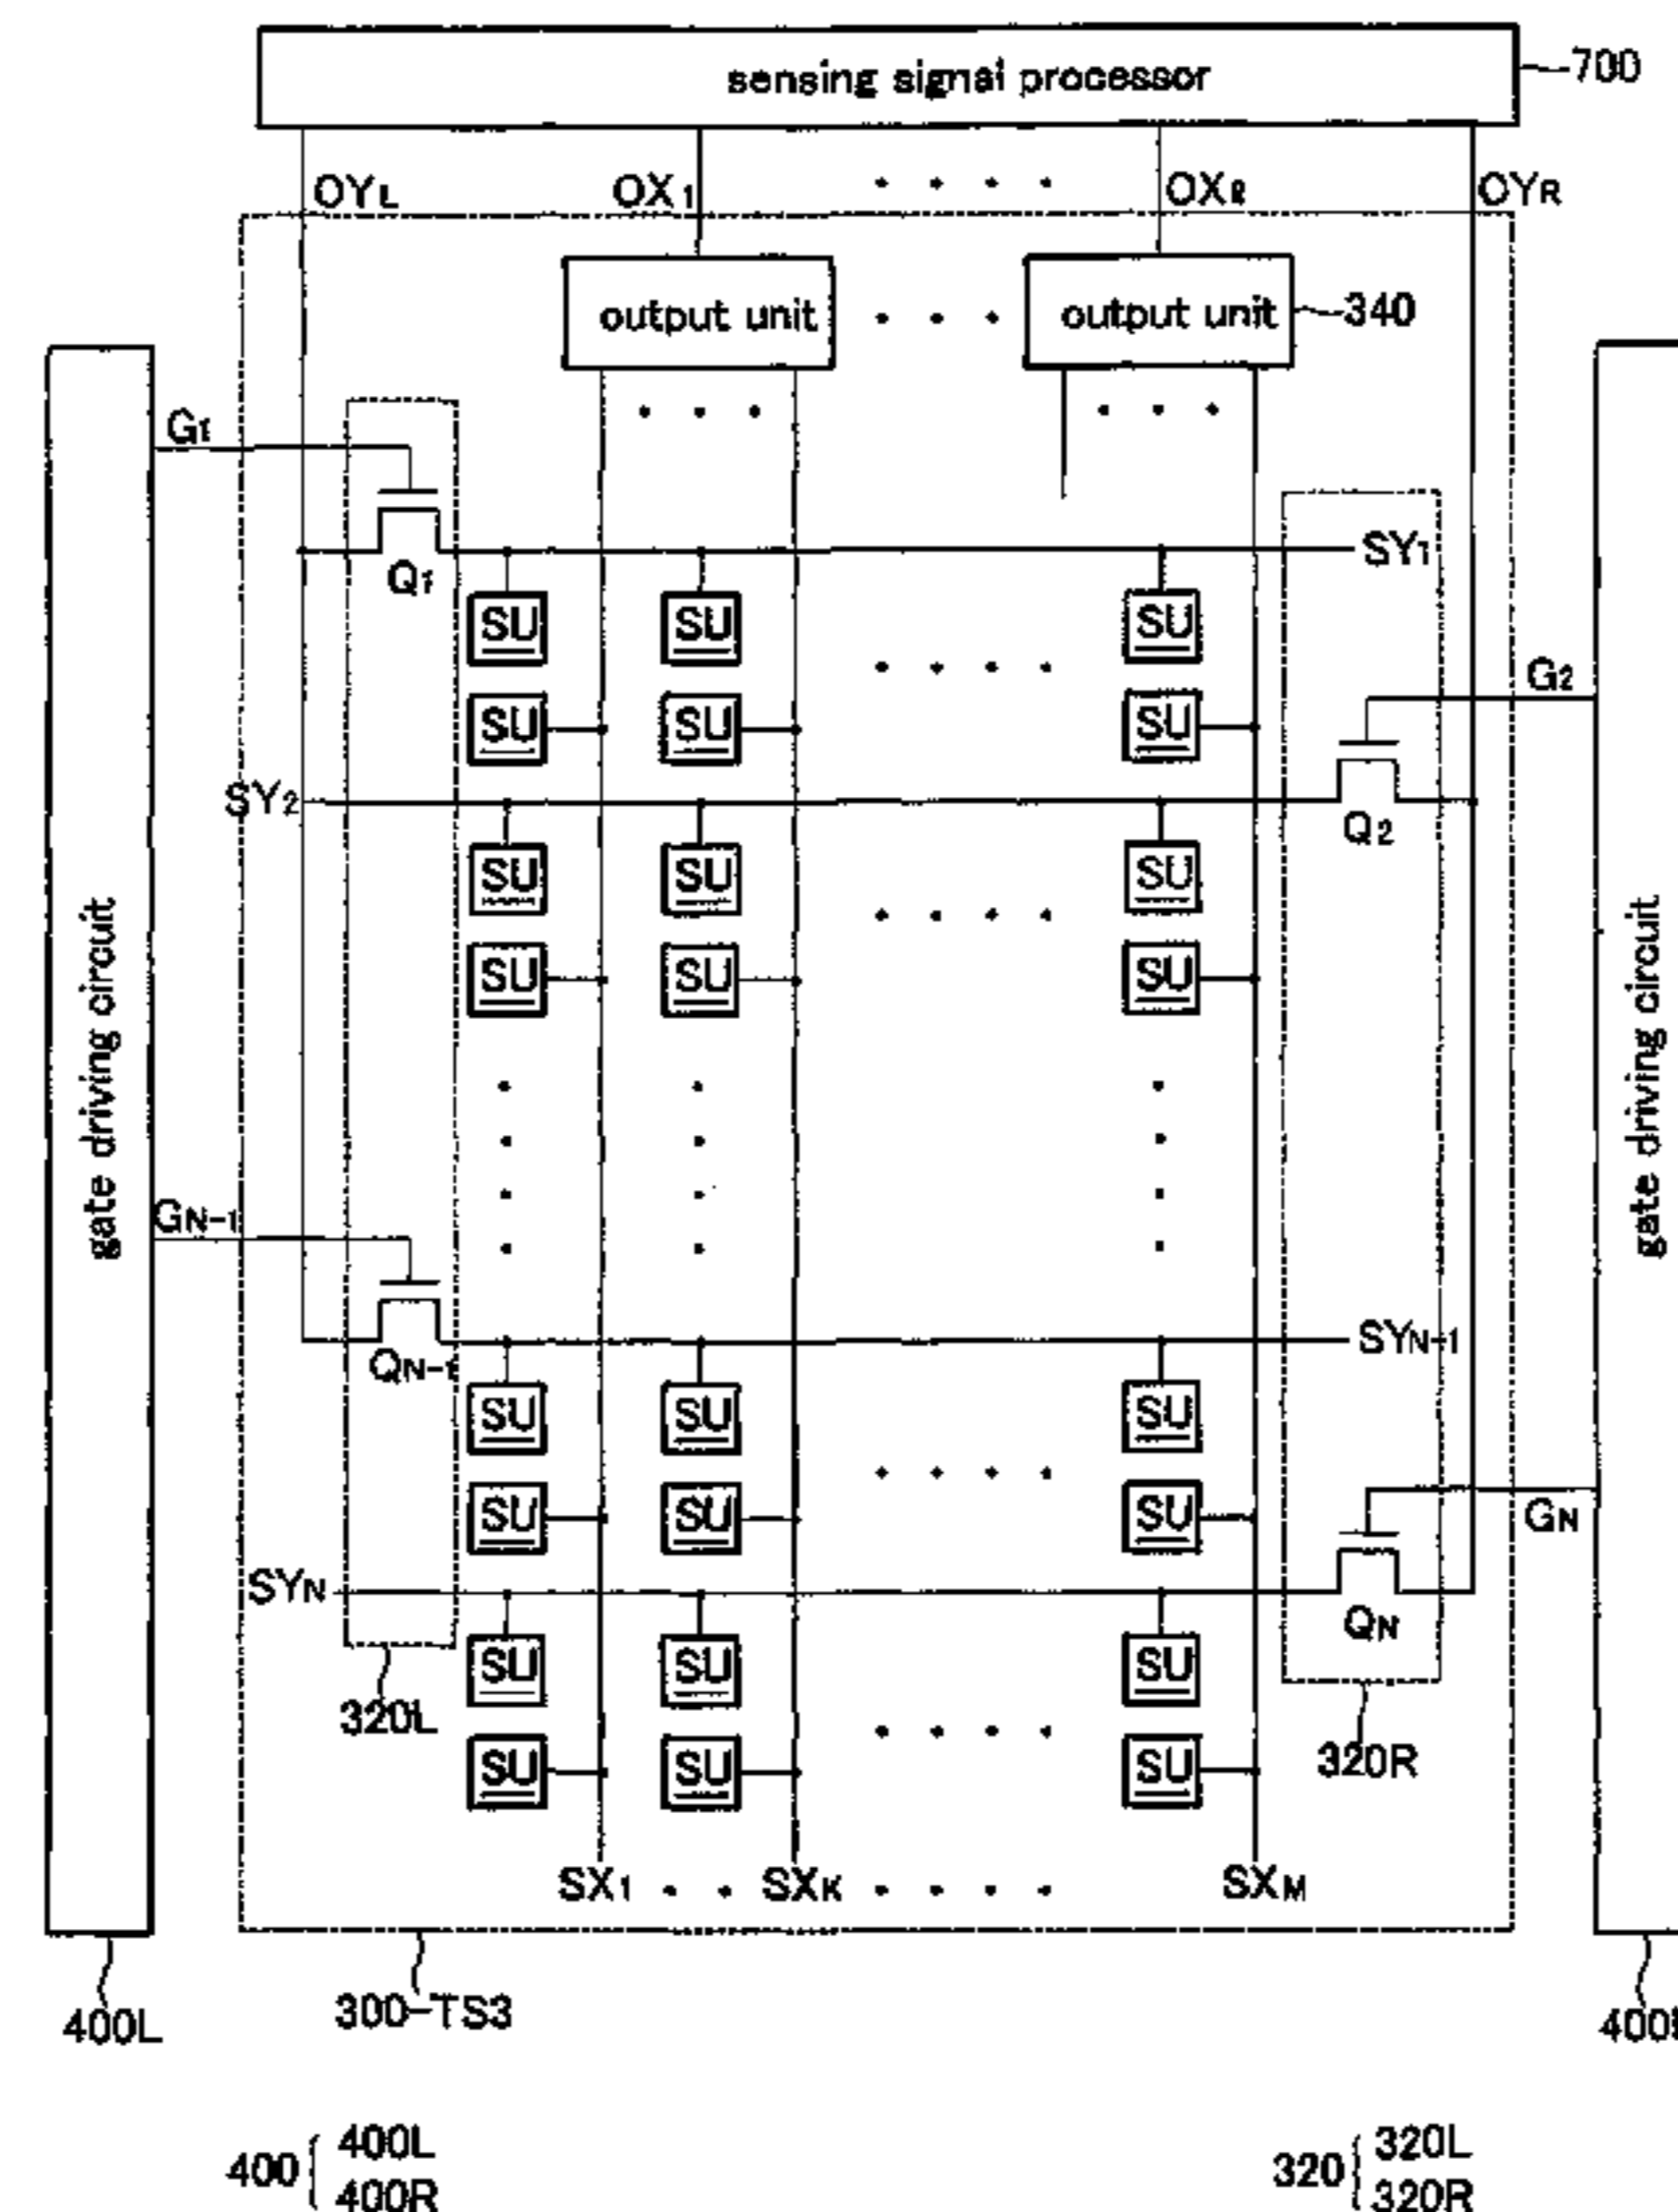 sensing signal processor 700
OYL OX1 OXℓ OYR
output unit output unit 340
G1
Q1 SY1
SU SU SU
G2
SU SU SU
SY2 Q2
SU SU SU
SU SU SU
gate driving circuit
gate driving circuit
GN-1
QN-1 SYN-1
SU SU SU
SU SU SU
GN
SYN QN
SU SU SU
320L 320R
SU SU SU
SX1 SXK SXM
400L 300-TS3
400 { 400L 400R
320 { 320L 320R